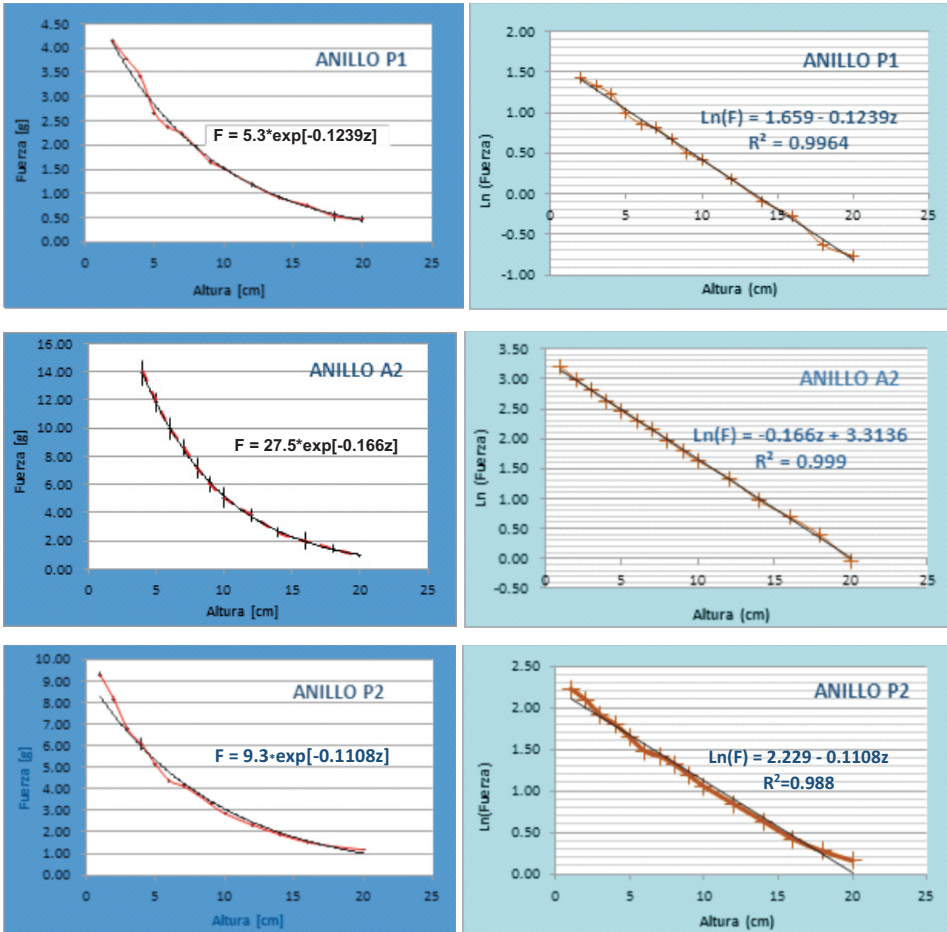 4.50
4.00
3.50
3.00
2.50
2.00
1.50
1.00
0.50
0.00
Fuerza [g]
ANILLO P1
F = 5.3*exp[-0.1239z]
0 5 10 15 20 25
Altura [cm]
2.00
1.50
1.00
0.50
0.00
-0.50
-1.00
Ln (Fuerza)
ANILLO P1
Ln(F) = 1.659 - 0.1239z
R² = 0.9964
0 5 10 15 20 25
Altura (cm)
16.00
14.00
12.00
10.00
8.00
6.00
4.00
2.00
0.00
Fuerza [g]
ANILLO A2
F = 27.5*exp[-0.166z]
0 5 10 15 20 25
Altura [cm]
3.50
3.00
2.50
2.00
1.50
1.00
0.50
0.00
-0.50
Ln (Fuerza)
ANILLO A2
Ln(F) = -0.166z + 3.3136
R² = 0.999
0 5 10 15 20 25
Altura (cm)
10.00
9.00
8.00
7.00
6.00
5.00
4.00
3.00
2.00
1.00
0.00
Fuerza [g]
ANILLO P2
F = 9.3*exp[-0.1108z]
0 5 10 15 20 25
Altura [cm]
2.50
2.00
1.50
1.00
0.50
0.00
Ln(Fuerza)
ANILLO P2
Ln(F) = 2.229 - 0.1108z
R²=0.988
0 5 10 15 20 25
Altura (cm)